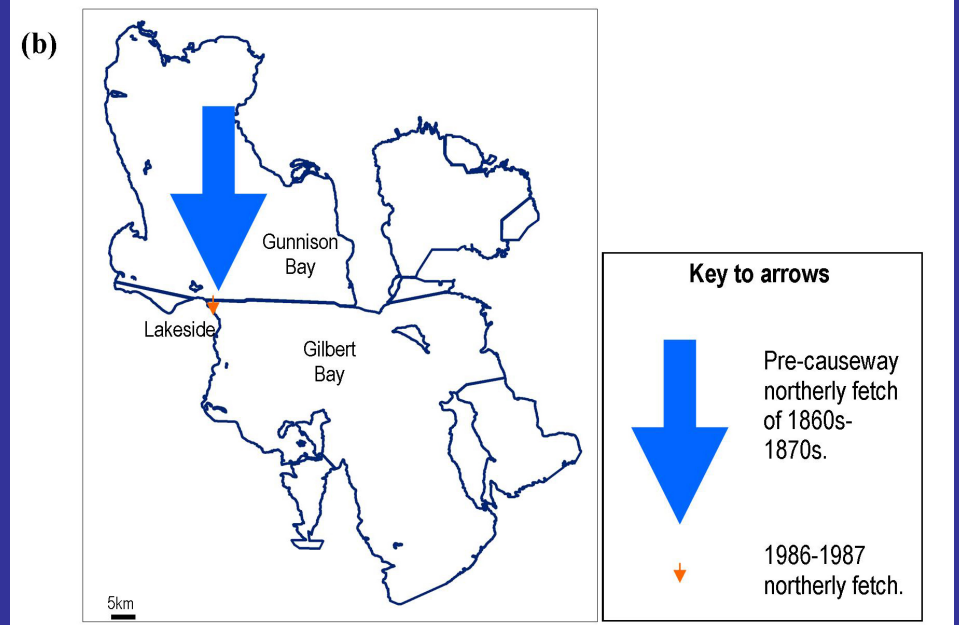 (b)
Gunnison
Bay
Lakeside
Gilbert
Bay
5km
Key to arrows
Pre-causeway
northerly fetch
of 1860s-
1870s.
1986-1987
northerly fetch.